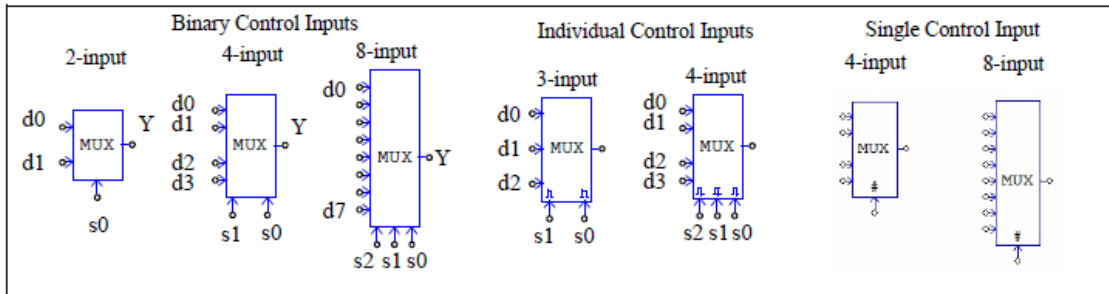 Binary Control Inputs
Individual Control Inputs
Single Control Input
2-input
4-input
8-input
3-input
4-input
4-input
8-input
d0
d1
MUX
Y
s0
d0
d1
d2
d3
MUX
Y
s1 s0
d0
d7
MUX
Y
s2 s1 s0
d0
d1
d2
MUX
s1 s0
d0
d1
d2
d3
MUX
s2 s1 s0
MUX
#
MUX
#